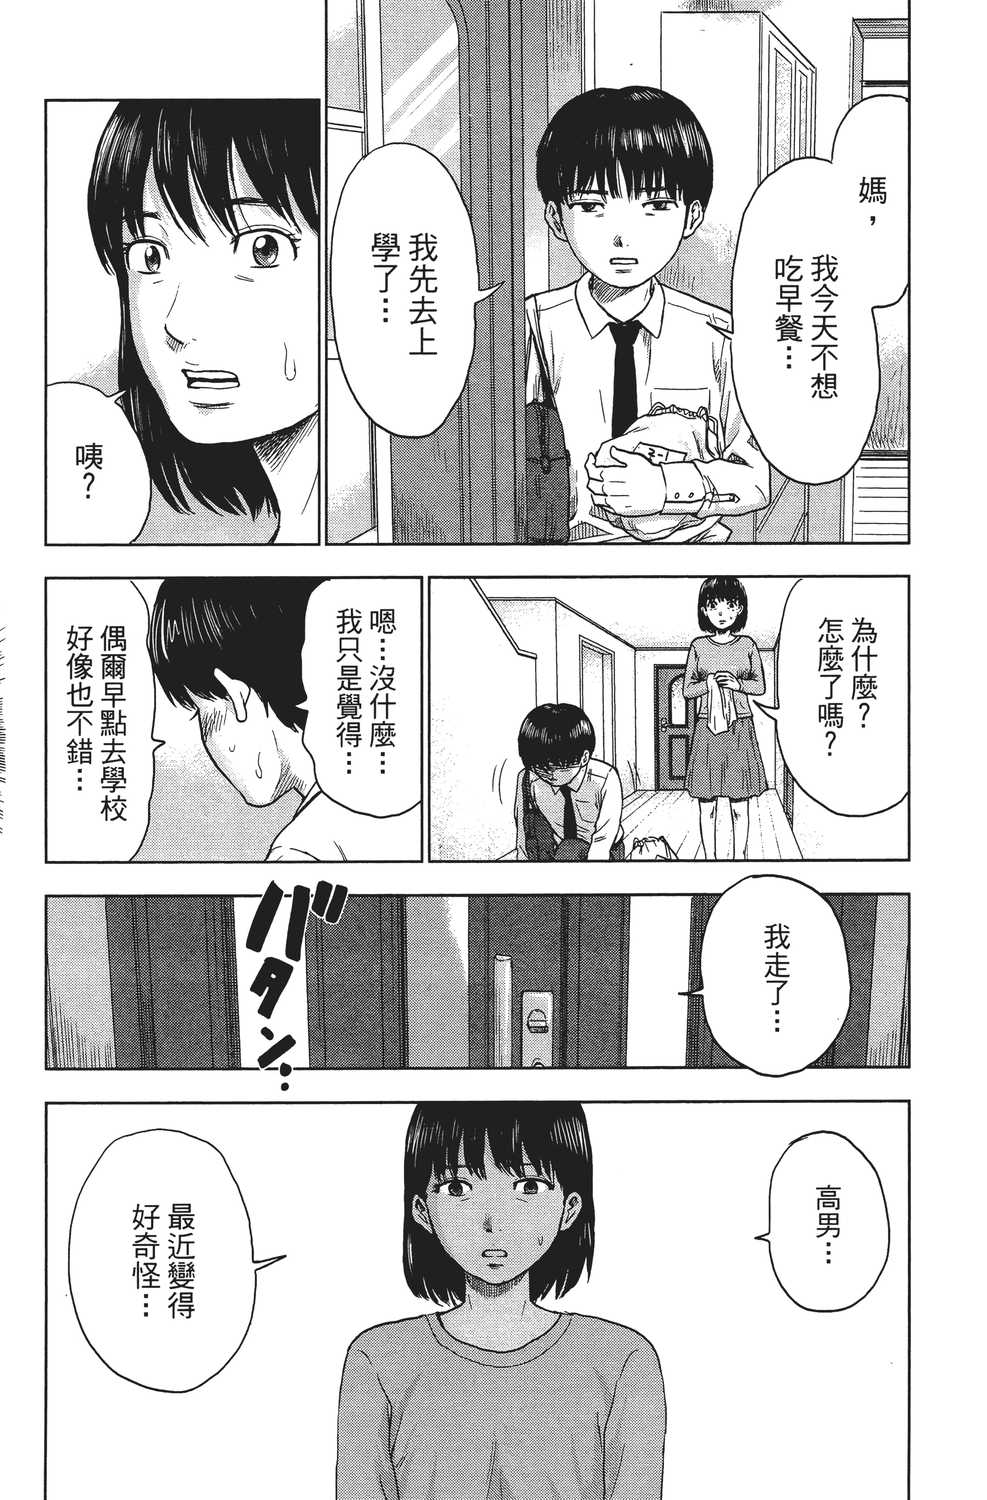 媽，
我今天不想
吃早餐…
我先去上
學了…
咦？
為什麼？
怎麼了嗎？
嗯…沒什麼…
我只是覺得…
偶爾早點去學校
好像也不錯…
我走了…
バタン．
高男…
最近變得
好奇怪…